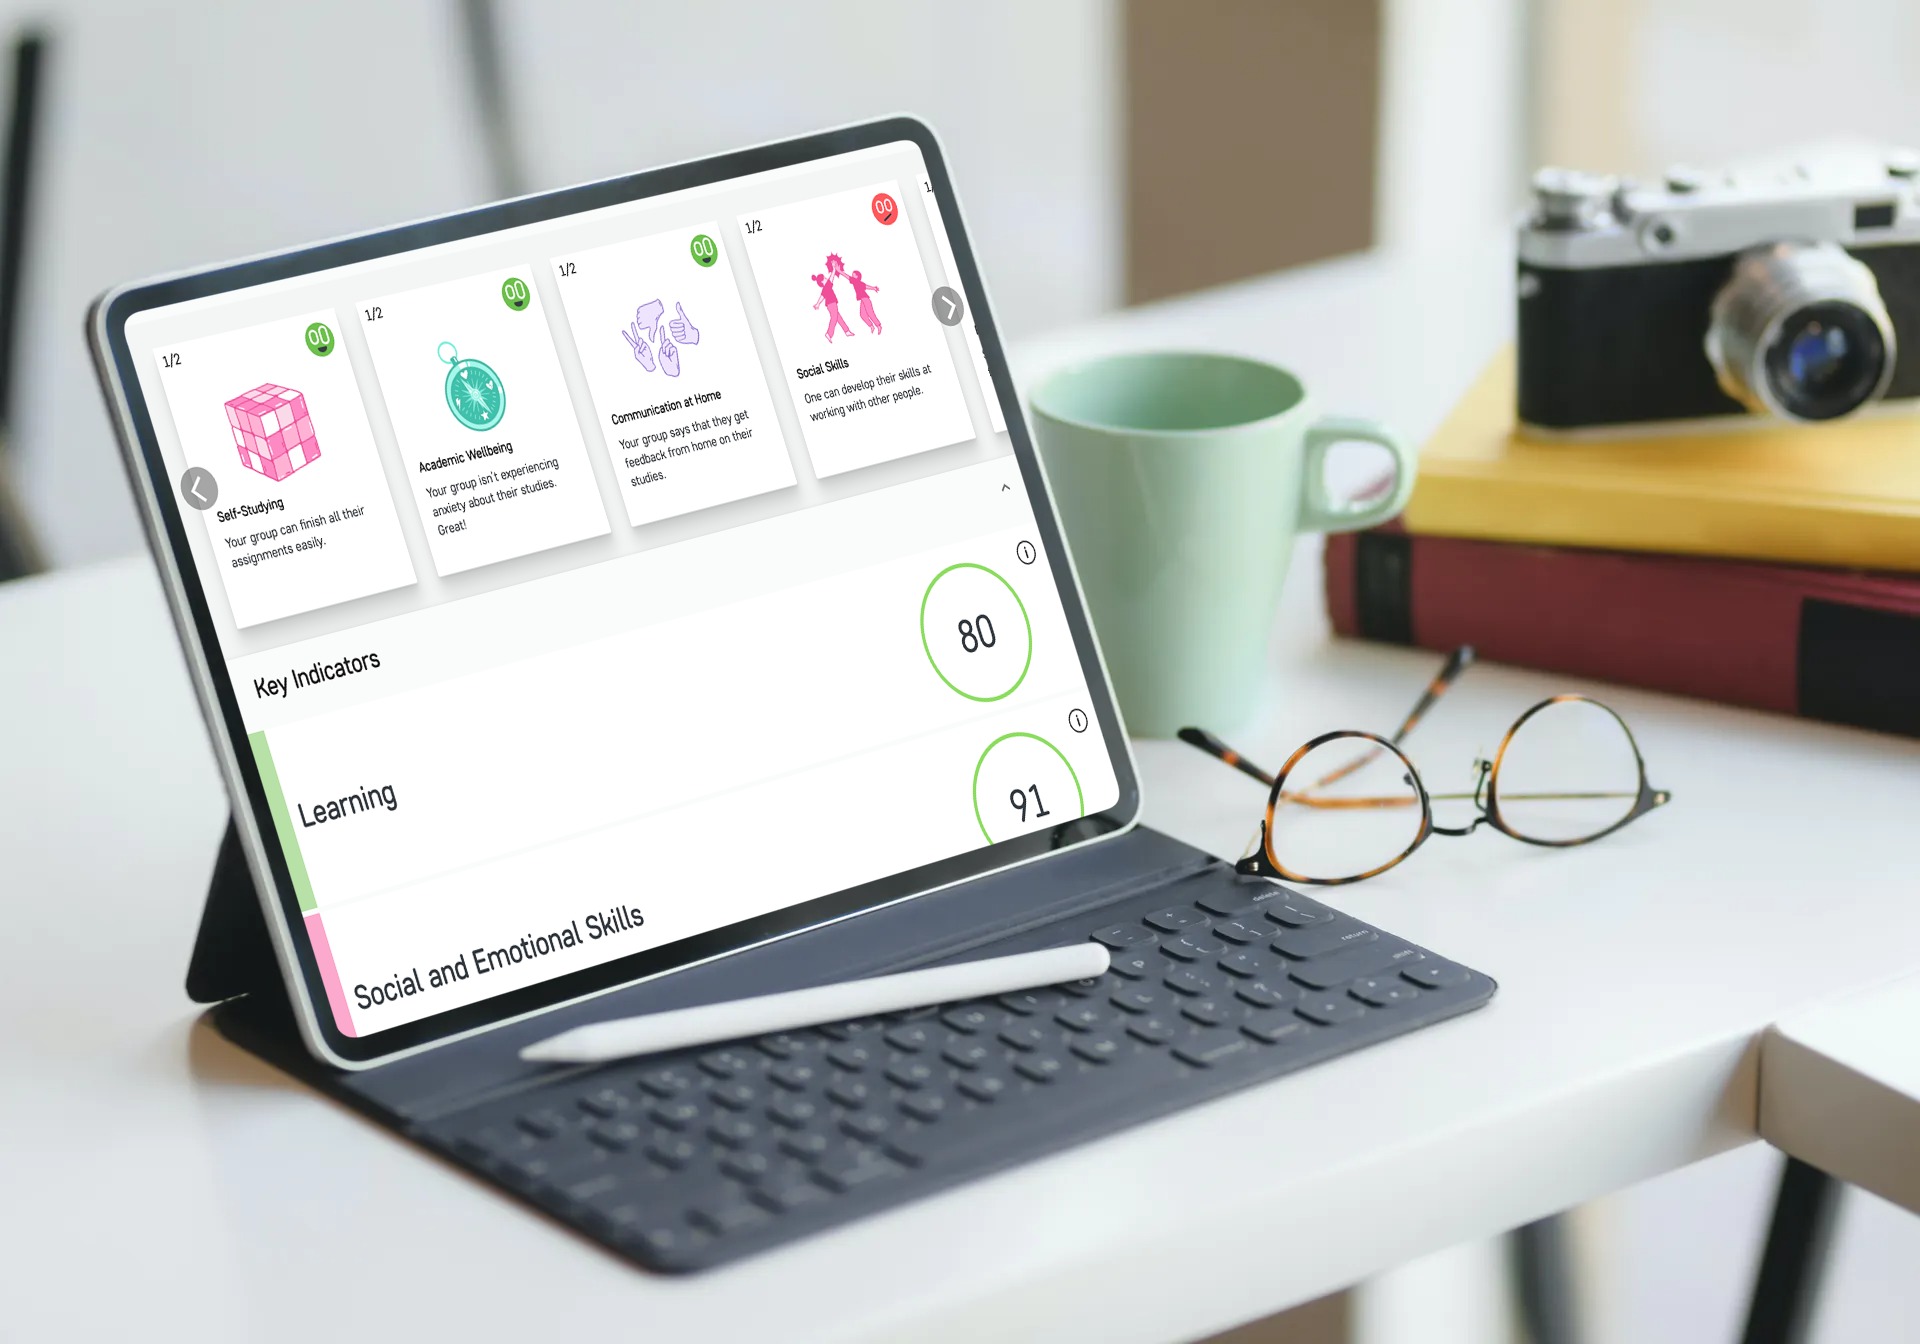 1/2
Self-Studying
Your group can finish all their
assignments easily.
1/2
Academic Wellbeing
Your group isn't experiencing
anxiety about their studies.
Great!
1/2
Communication at Home
Your group says that they get
feedback from home on their
studies.
1/2
Social Skills
One can develop their skills at
working with other people.
1/
Key Indicators
Learning
80
Social and Emotional Skills
91
delete
return
shift